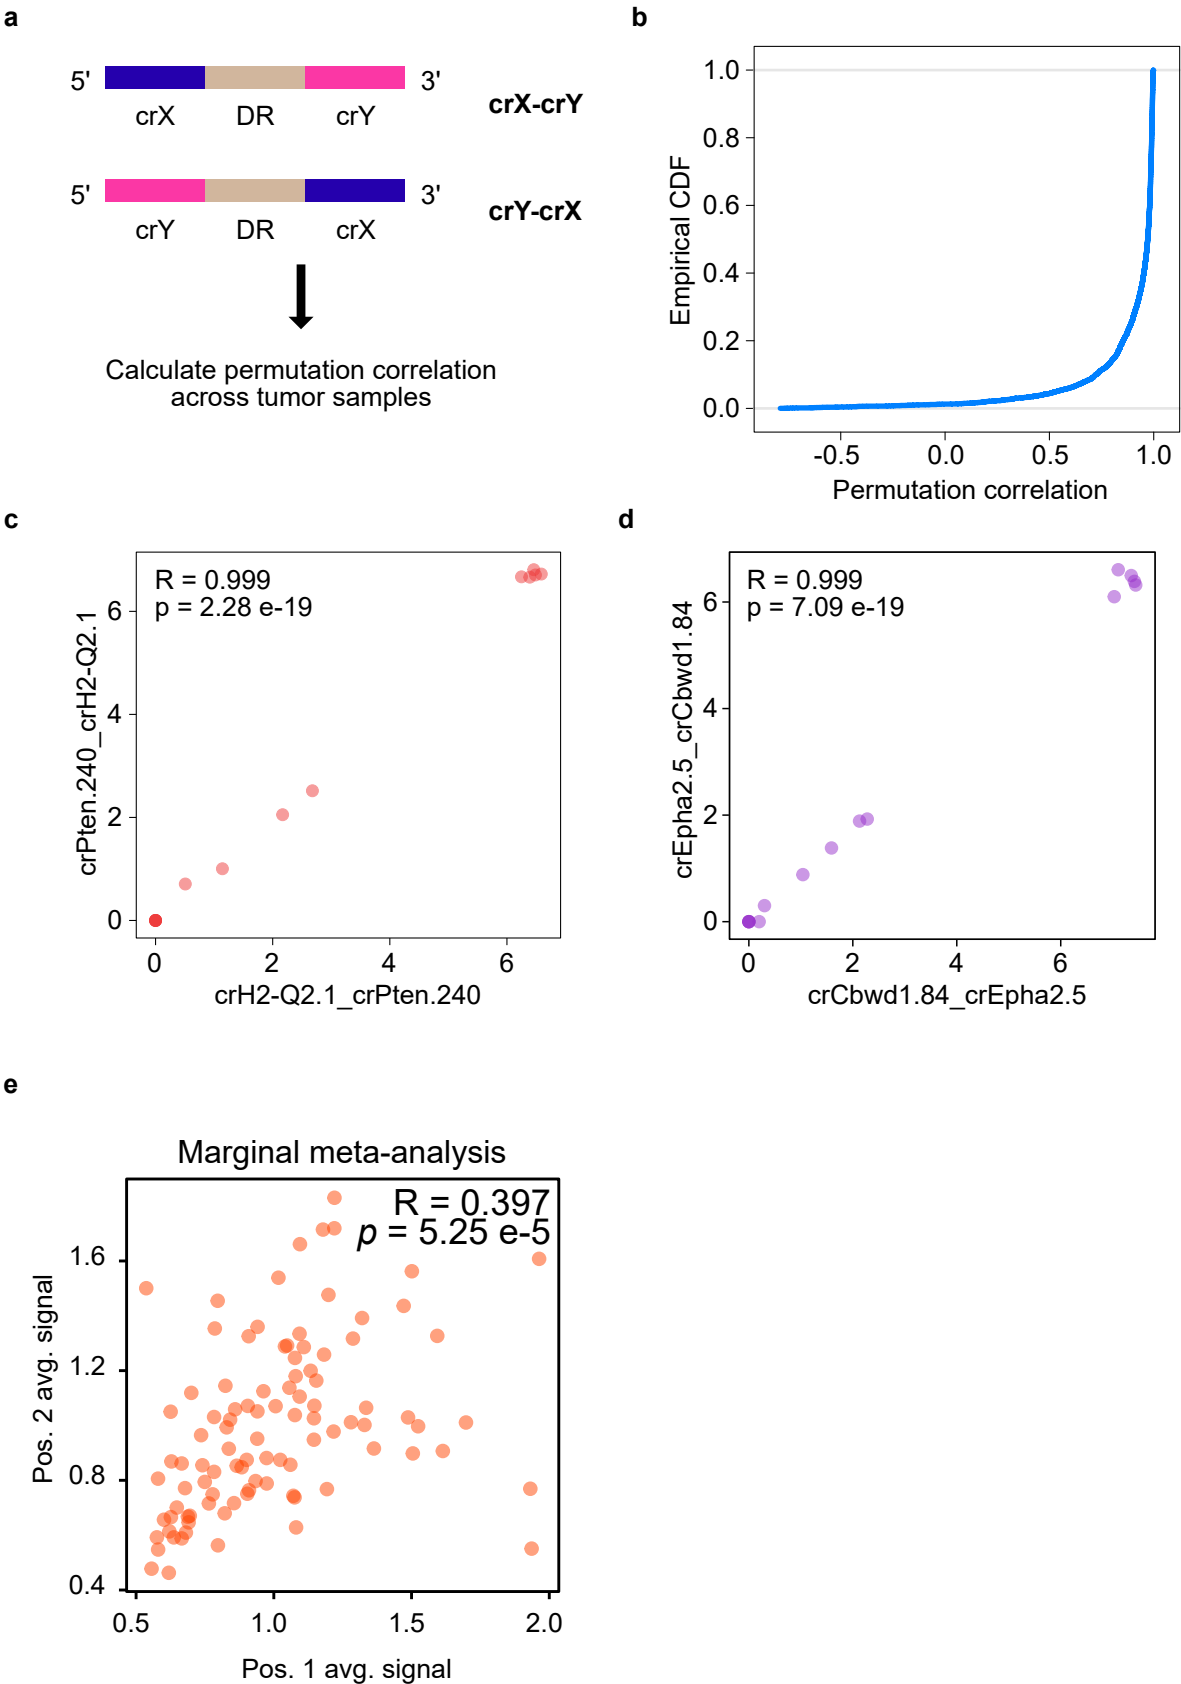 a
5'
3'
crX
DR
crY
crX-crY
5'
3'
crY
DR
crX
crY-crX
Calculate permutation correlation
across tumor samples
b
1.0
0.8
0.6
0.4
0.2
0.0
Empirical CDF
-0.5
0.0
0.5
1.0
Permutation correlation
c
R = 0.999
p = 2.28 e-19
6
4
2
0
crPten.240_crH2-Q2.1
0
2
4
6
crH2-Q2.1_crPten.240
d
R = 0.999
p = 7.09 e-19
6
4
2
0
crEpha2.5_crCbwd1.84
0
2
4
6
crCbwd1.84_crEpha2.5
e
Marginal meta-analysis
R = 0.397
p = 5.25 e-5
1.6
1.2
0.8
0.4
Pos. 2 avg. signal
0.5
1.0
1.5
2.0
Pos. 1 avg. signal